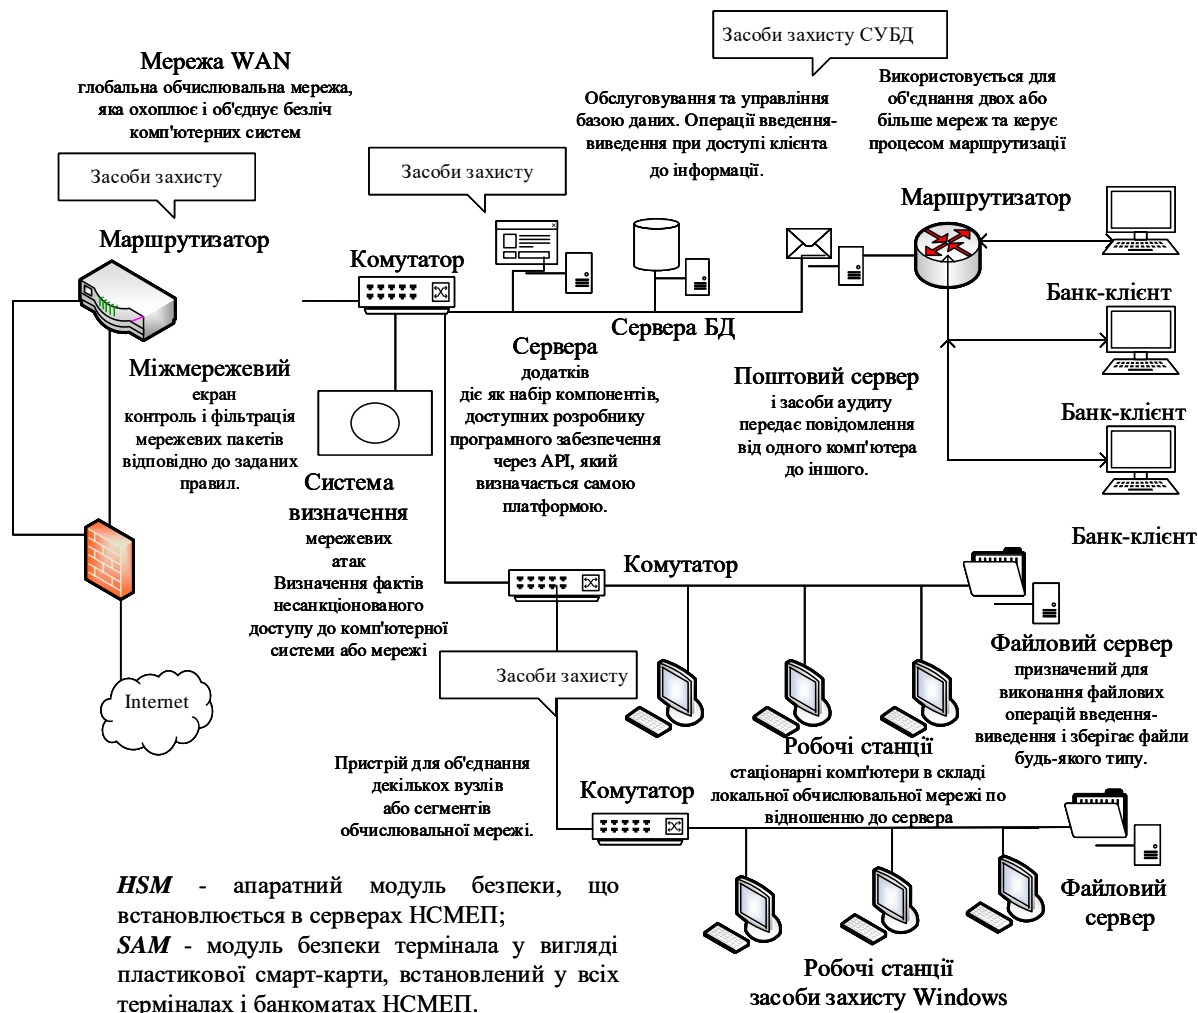 Засоби захисту СУБД
Мережа WAN
глобальна обчислювальна мережа,
яка охоплює і об'єднує безліч
комп'ютерних систем
Обслуговування та управління
базою даних. Операції введення-
виведення при доступі клієнта
до інформації.
Використовується для
об'єднання двох або
більше мереж та керує
процесом маршрутизації
Засоби захисту
Засоби захисту
Маршрутизатор
Маршрутизатор
Комутатор
Банк-клієнт
Сервера БД
Сервера
додатків
діє як набір компонентів,
доступних розробнику
програмного забезпечення
через API, який
визначається самою
платформою.
Міжмережевий
екран
контроль і фільтрація
мережевих пакетів
відповідно до заданих
правил.
Поштовий сервер
і засоби аудиту
передає повідомлення
від одного комп'ютера
до іншого.
Банк-клієнт
Система
визначення
мережевих
атак
Визначення фактів
несанкціонованого
доступу до комп'ютерної
системи або мережі
Банк-клієнт
Комутатор
Файловий сервер
призначений для
виконання файлових
операцій введення-
виведення і зберігає файли
будь-якого типу.
Засоби захисту
Internet
Робочі станції
стаціонарні комп'ютери в складі
локальної обчислювальної мережі по
відношенню до сервера
Пристрій для об'єднання
декількох вузлів
або сегментів
обчислювальної мережі.
Комутатор
Файловий
сервер
HSM - апаратний модуль безпеки, що
встановлюється в серверах НСМЕП;
SAM - модуль безпеки термінала у вигляді
пластикової смарт-карти, встановлений у всіх
терміналах і банкоматах НСМЕП.
Робочі станції
засоби захисту Windows